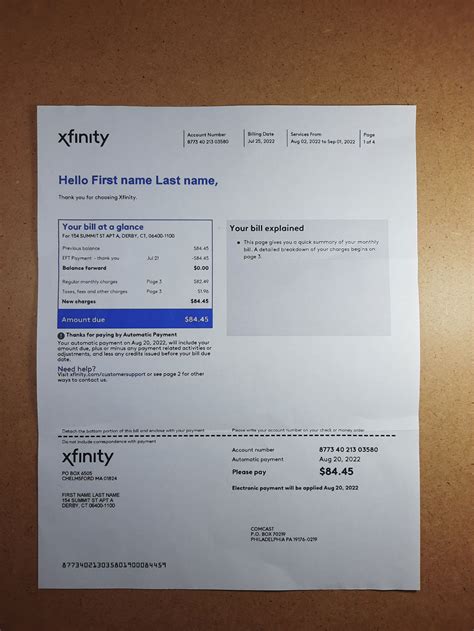 xfinity
Account Number
8773 40 213 03580
Billing Date
Jul 25, 2022
Services From
Aug 02, 2022 to Sep 01, 2022
Page
1 of 4
Hello First name Last name,
Thank you for choosing Xfinity.
Your bill at a glance
For 154 SUMMIT ST APT A, DERBY, CT, 06400-1100
Previous balance $84.45
EFT Payment - thank you Jul 21 -$84.45
Balance forward $0.00
Regular monthly charges Page 3 $82.49
Taxes, fees and other charges Page 3 $1.96
New charges $84.45
Amount due $84.45
Thanks for paying by Automatic Payment
Your automatic payment on Aug 20, 2022, will include your
amount due, plus or minus any payment related activities or
adjustments, and less any credits issued before your bill due
date.
Need help?
Visit xfinity.com/customersupport or see page 2 for other
ways to contact us.
Your bill explained
• This page gives you a quick summary of your monthly
bill. A detailed breakdown of your charges begins on
page 3.
Detach the bottom portion of this bill and enclose with your payment
Please write your account number on your check or money order
Do not include correspondence with payment
xfinity
PO BOX 6505
CHELMSFORD MA 01824
FIRST NAME LAST NAME
154 SUMMIT ST APT A
DERBY, CT 06400-1100
Account number 8773 40 213 03580
Automatic payment Aug 20, 2022
Please pay $84.45
Electronic payment will be applied Aug 20, 2022
COMCAST
P.O. BOX 70219
PHILADELPHIA PA 19176-0219
8773402130358019000​84459